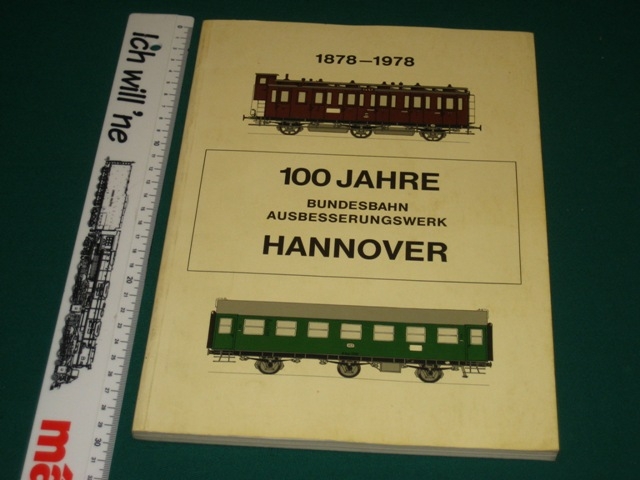 1878–1978
100 JAHRE
BUNDESBAHN
AUSBESSERUNGSWERK
HANNOVER
Ich will 'ne
mä